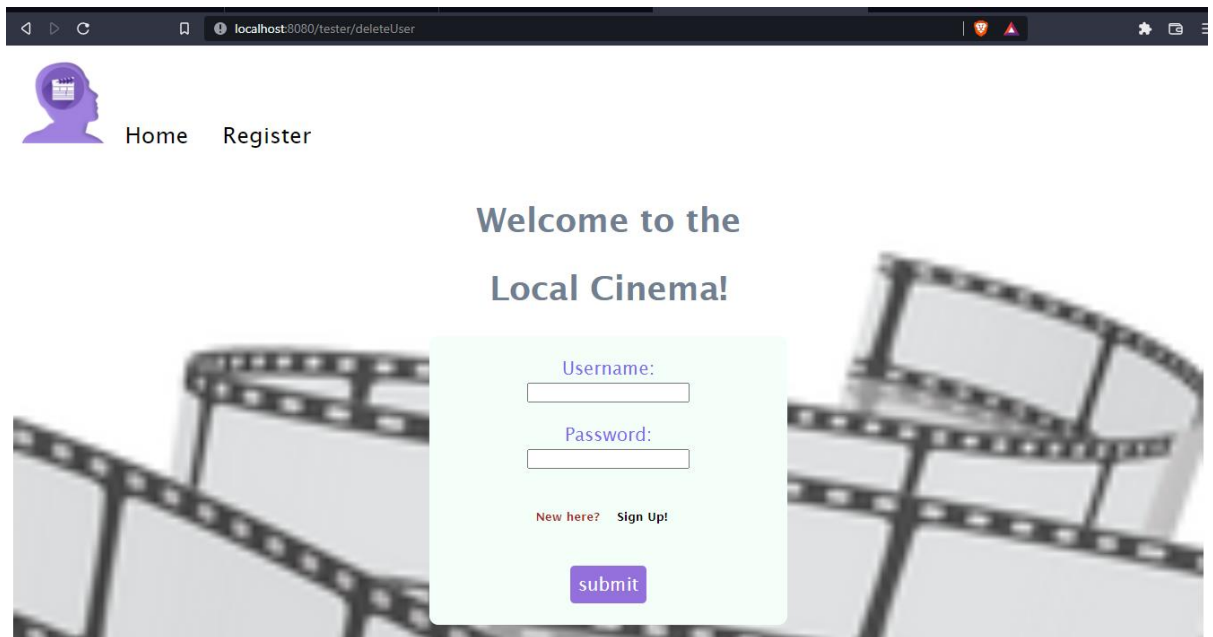 localhost:8080/tester/deleteUser
Home Register
Welcome to the
Local Cinema!
Username:
Password:
New here? Sign Up!
submit